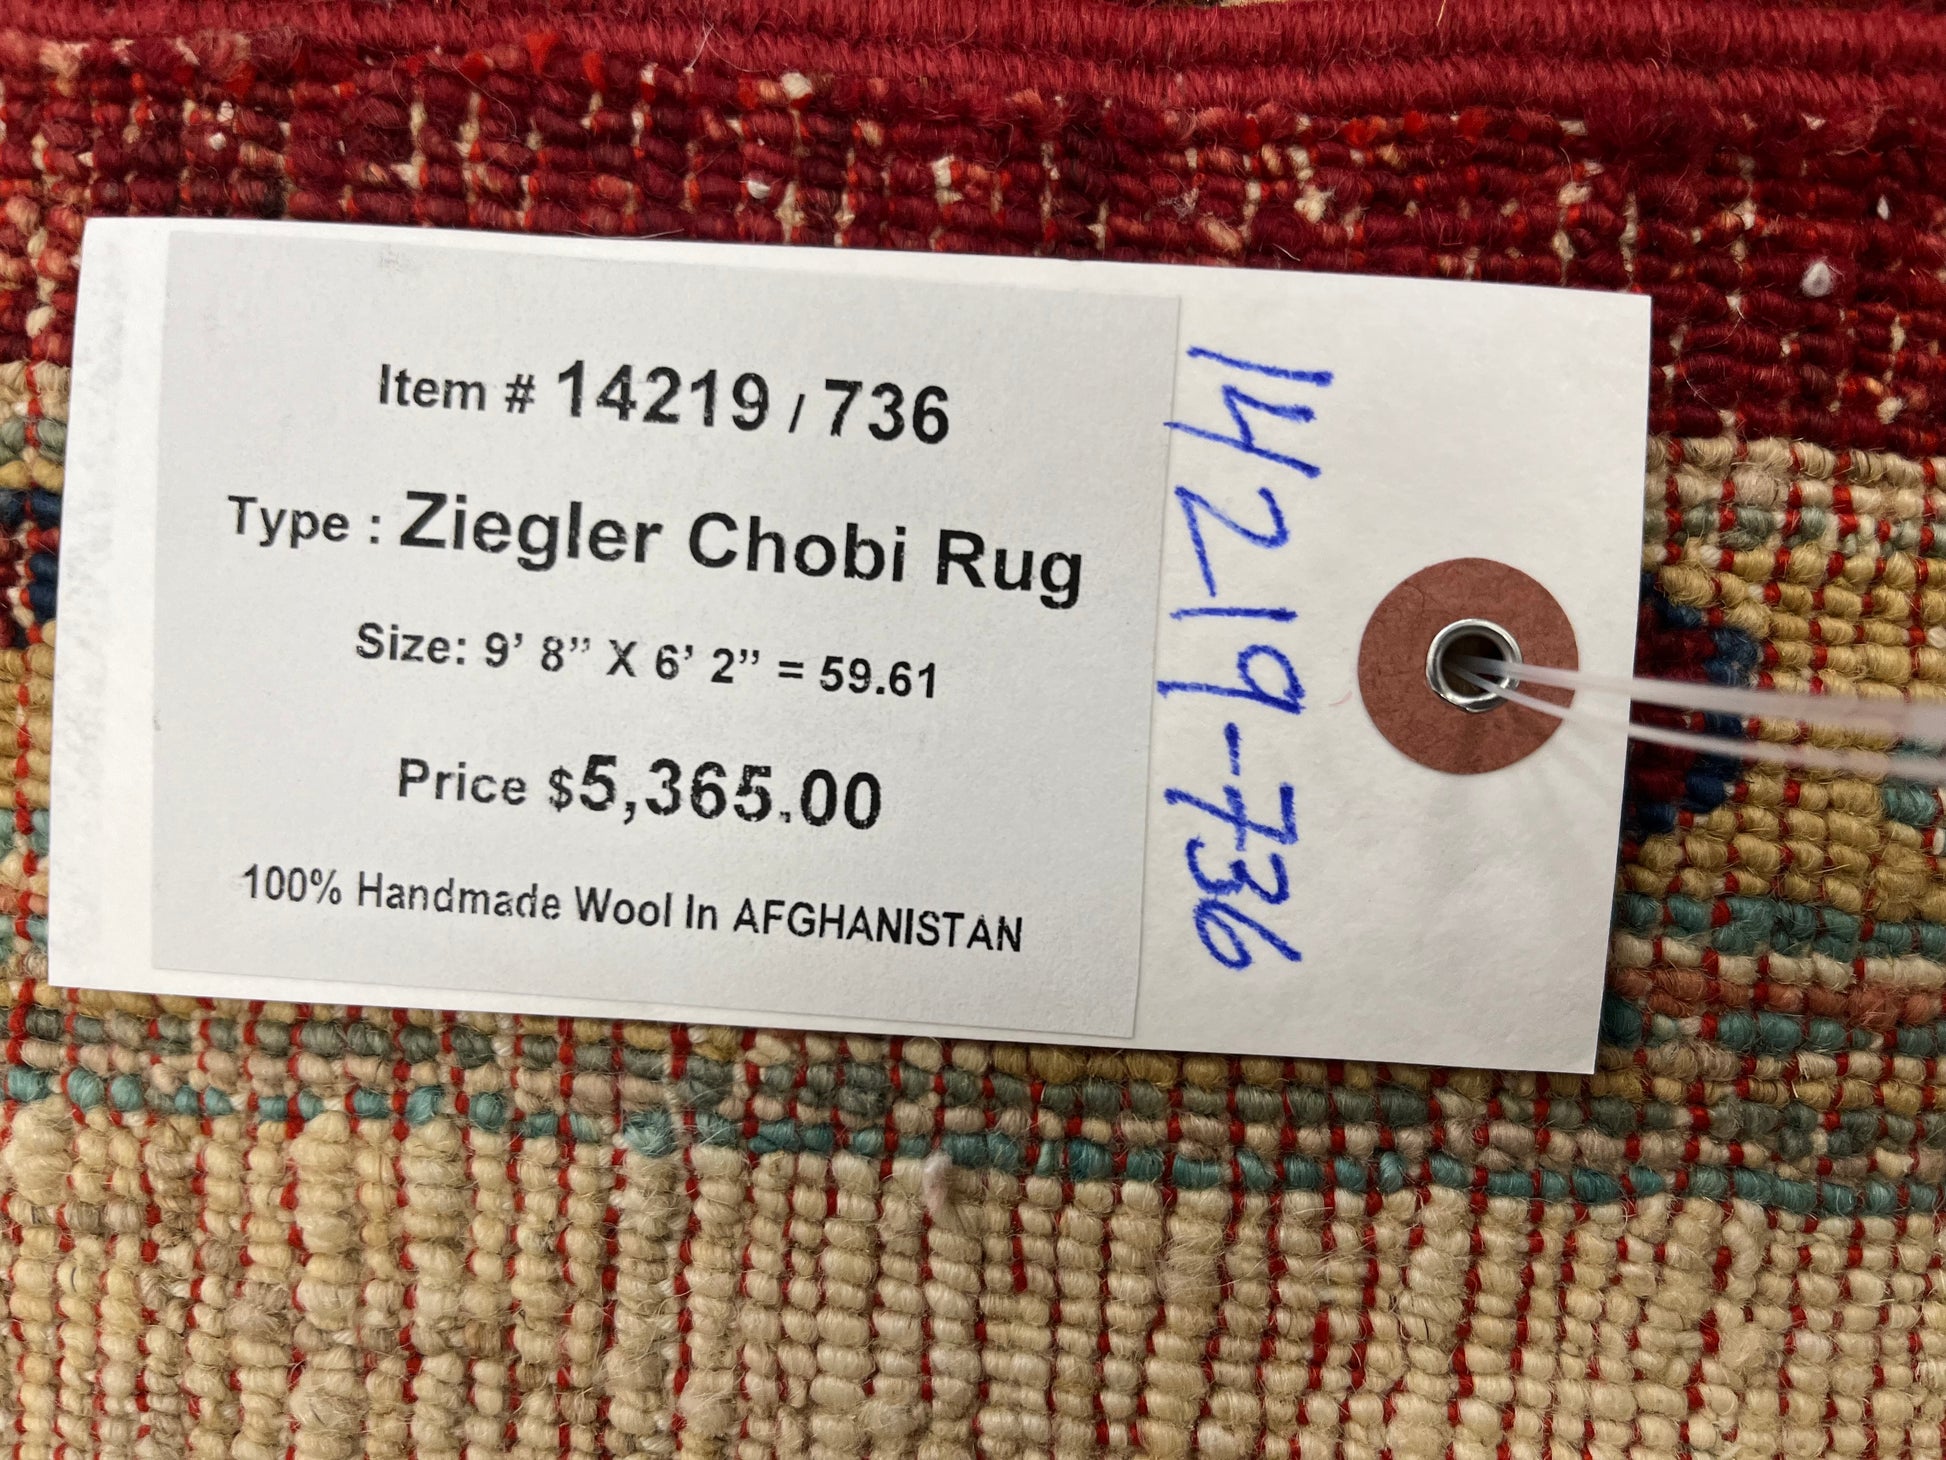 Item # 14219 / 736
Type : Ziegler Chobi Rug
Size: 9’ 8” X 6’ 2” = 59.61
Price $5,365.00
100% Handmade Wool In AFGHANISTAN
14219-736